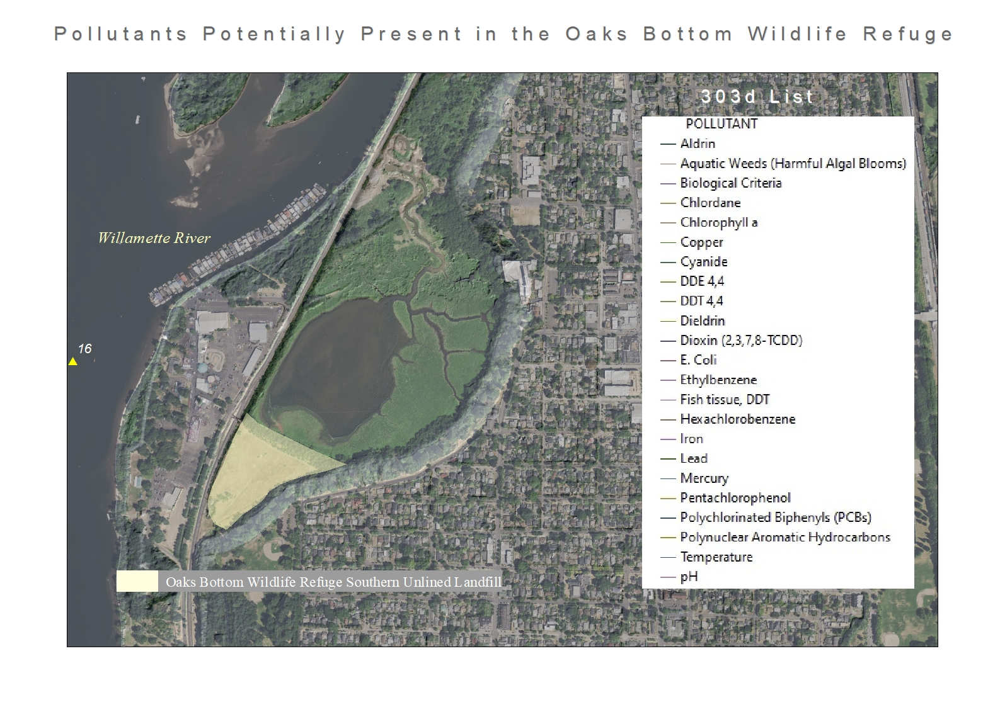 Pollutants Potentially Present in the Oaks Bottom Wildlife Refuge
303d List
POLLUTANT
Aldrin
Aquatic Weeds (Harmful Algal Blooms)
Biological Criteria
Chlordane
Chlorophyll a
Copper
Cyanide
DDE 4,4
DDT 4,4
Dieldrin
Dioxin (2,3,7,8-TCDD)
E. Coli
Ethylbenzene
Fish tissue, DDT
Hexachlorobenzene
Iron
Lead
Mercury
Pentachlorophenol
Polychlorinated Biphenyls (PCBs)
Polynuclear Aromatic Hydrocarbons
Temperature
pH
Willamette River
16
Oaks Bottom Wildlife Refuge Southern Unlined Landfill